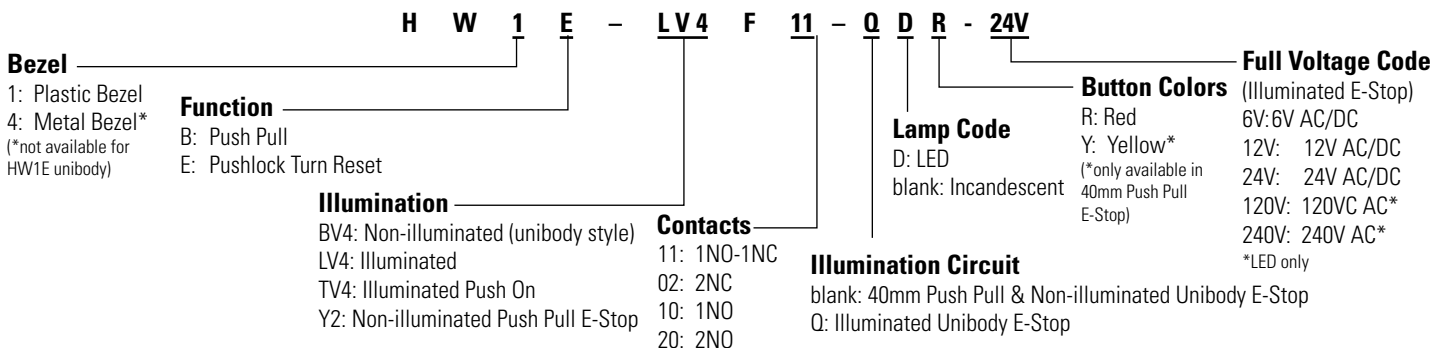 H W 1 E – LV4 F 11 – Q D R - 24V
Bezel
1: Plastic Bezel
4: Metal Bezel*
(*not available for
HW1E unibody)
Function
B: Push Pull
E: Pushlock Turn Reset
Illumination
BV4: Non-illuminated (unibody style)
LV4: Illuminated
TV4: Illuminated Push On
Y2: Non-illuminated Push Pull E-Stop
Contacts
11: 1NO-1NC
02: 2NC
10: 1NO
20: 2NO
Illumination Circuit
blank: 40mm Push Pull & Non-illuminated Unibody E-Stop
Q: Illuminated Unibody E-Stop
Lamp Code
D: LED
blank: Incandescent
Button Colors
R: Red
Y: Yellow*
(*only available in
40mm Push Pull
E-Stop)
Full Voltage Code
(Illuminated E-Stop)
6V:6V AC/DC
12V: 12V AC/DC
24V: 24V AC/DC
120V: 120VC AC*
240V: 240V AC*
*LED only